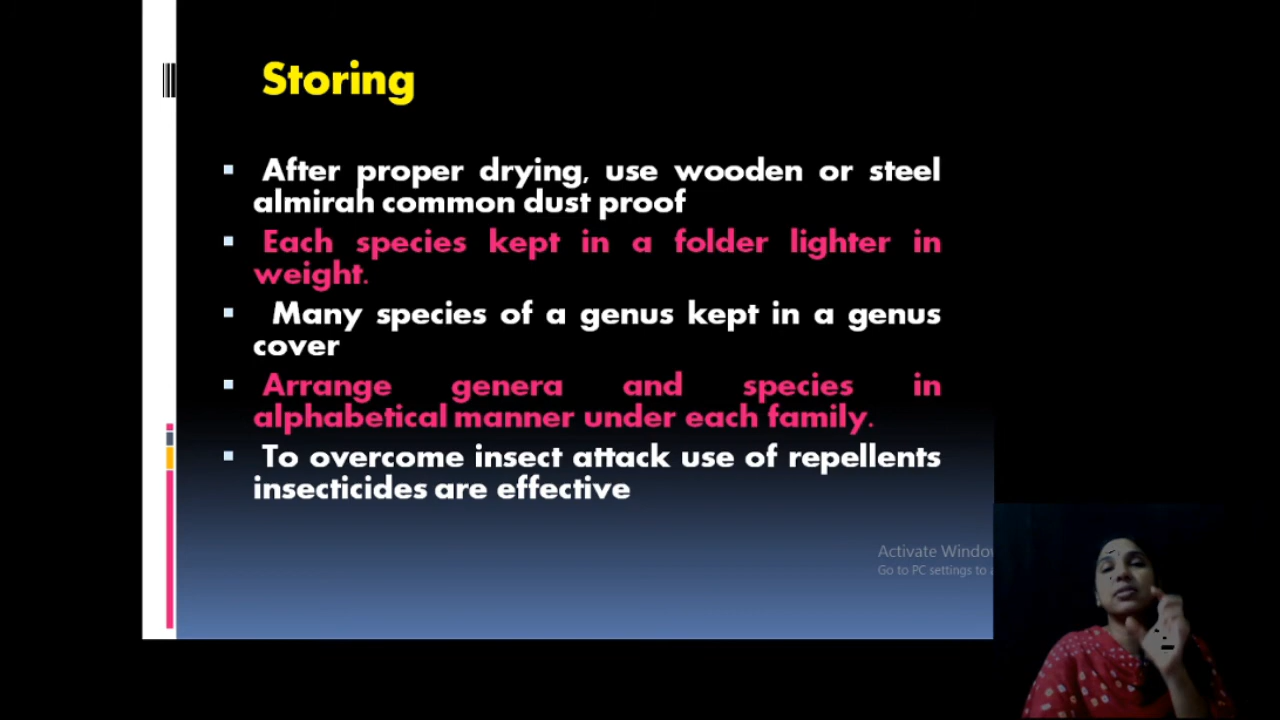 Storing
After proper drying, use wooden or steel
almirah common dust proof
Each species kept in a folder lighter in
weight.
Many species of a genus kept in a genus
cover
Arrange genera and species in
alphabetical manner under each family.
To overcome insect attack use of repellents
insecticides are effective
Activate Windo
Go to PC settings to a